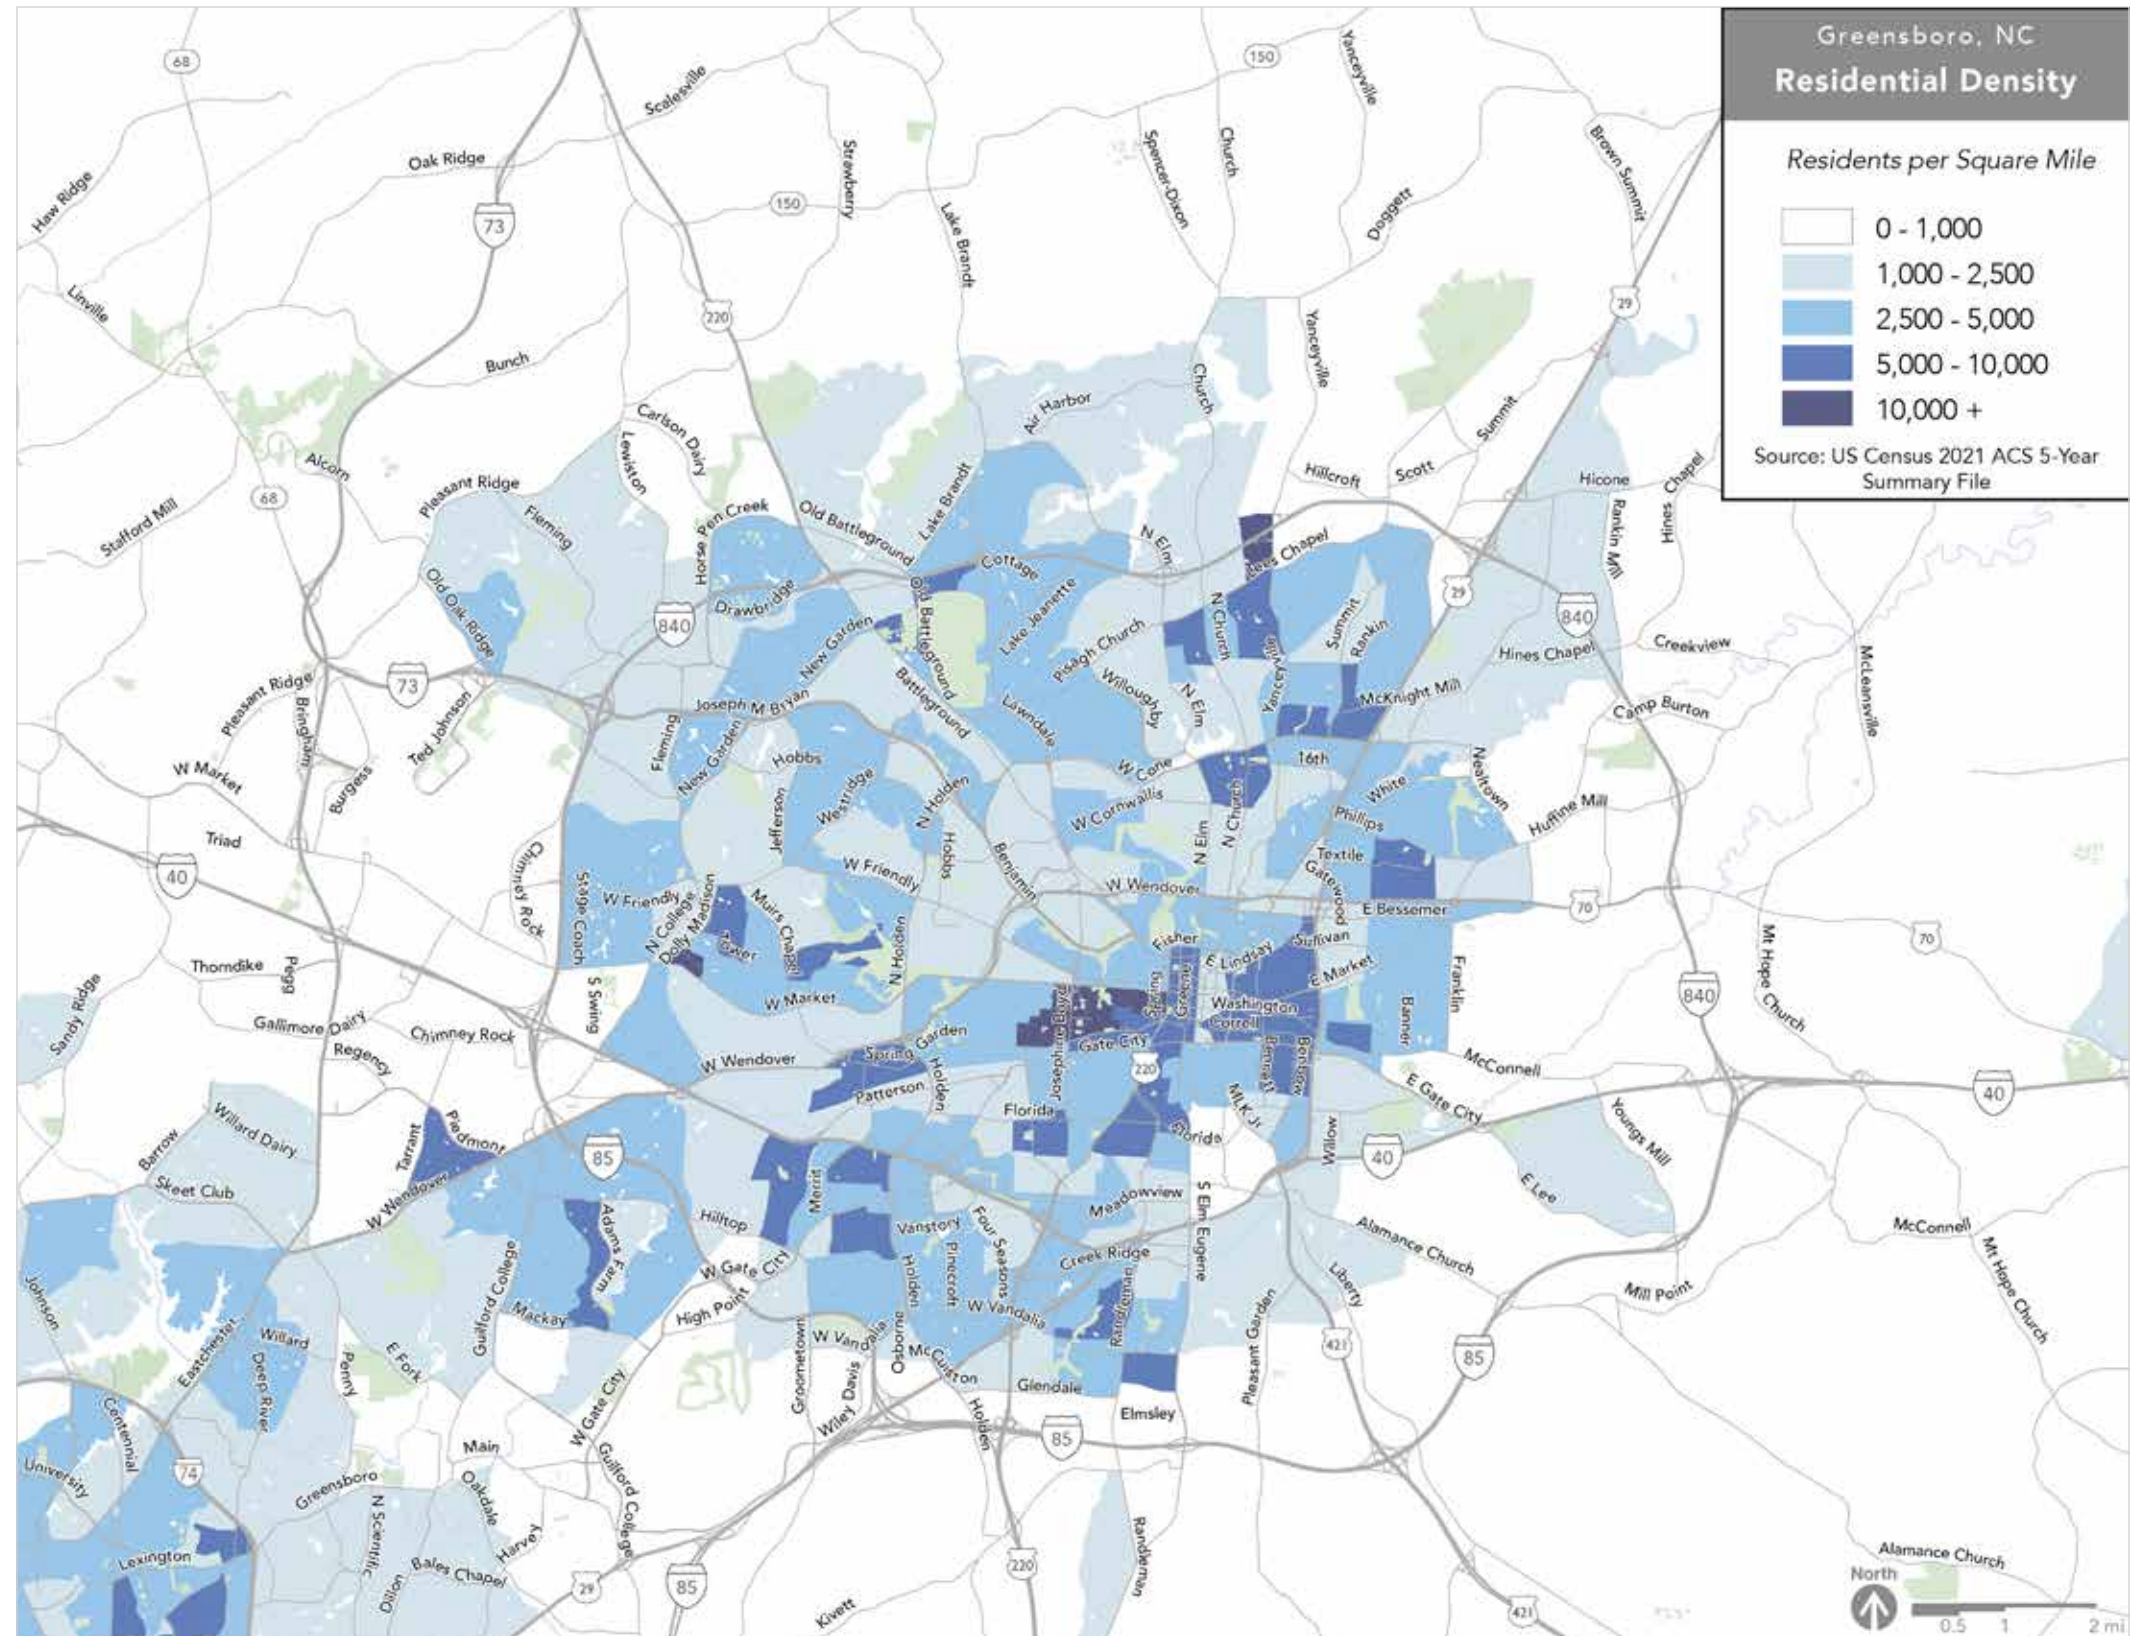 Greensboro, NC
Residential Density
Residents per Square Mile
0 - 1,000
1,000 - 2,500
2,500 - 5,000
5,000 - 10,000
10,000 +
Source: US Census 2021 ACS 5-Year
Summary File
68
150
Yanceyville
Scalesville
Haw Ridge
Oak Ridge
Strawberry
Spencer-Dixon
Church
Brown Summit
73
150
Lake Brandt
Doggett
Linville
220
29
Bunch
Yanceyville
Church
Air Harbor
Carlson Dairy
Summit
Alcorn
Lewiston
Pleasant Ridge
Hillcroft
Scott
Hicone
Hines Chapel
68
Stafford Mill
Fleming
Horse Pen Creek
Old Battleground
Lake Brandt
N Elm
Lees Chapel
Rankin Mill
Old Oak Ridge
Drawbridge
Cottage
29
840
840
Old Battleground
Lake Jeanette
N Church
Summit
Rankin
New Garden
Pisagh Church
Hines Chapel
Creekview
McLeansville
73
Pleasant Ridge
Bringham
Ted Johnson
Joseph M Bryan
Battleground
Willoughby
N Elm
Yanceyville
McKnight Mill
Camp Burton
Lawndale
Fleming
New Garden
Hobbs
W Cone
16th
Nealtown
W Market
Burgess
Jefferson
Westridge
N Holden
W Cornwallis
N Church
White
Huffine Mill
Phillips
Triad
40
Chimney Rock
Hobbs
Benjamin
N Elm
Textile
Gatewood
W Friendly
Stage Coach
W Friendly
N College
Dolly Madison
Muirs Chapel
W Wendover
E Bessemer
70
70
Tower
N Holden
Fisher
E Lindsay
Sullivan
Mt Hope Church
Thorndike
Pegg
S Swing
E Market
Franklin
Sandy Ridge
W Market
Josephine Boyd
Spring
Greene
Washington
Correll
Banner
840
Gallimore Dairy
Chimney Rock
Regency
Garden
Spring
Gate City
W Wendover
220
Bennett
Benbow
McConnell
Patterson
Holden
E Gate City
40
Willard Dairy
Florida
MLK Jr
Youngs Mill
Barrow
Tarrant
Piedmont
85
Florida
Willow
40
Skeet Club
W Wendover
Merritt
Meadowview
S Elm Eugene
E Lee
Hilltop
Adams Farm
Vanstory
Four Seasons
Alamance Church
McConnell
Mt Hope Church
W Gate City
Creek Ridge
Johnson
Guilford College
Holden
Pinecroft
Randleman
Liberty
Mill Point
High Point
Mackay
W Vandalia
Pleasant Garden
Eastchester
Willard
Groometown
W Vandalia
Osborne
421
85
Deep River
Penny
E Fork
McCuiston
Glendale
Wiley Davis
Centennial
W Gate City
Holden
Elmsley
85
Main
University
74
Greensboro
Oakdale
Guilford College
N Scientific
Randleman
Harvey
Lexington
Dillon
Bales Chapel
29
85
220
Alamance Church
Kivett
421
North
0.5
1
2 mi